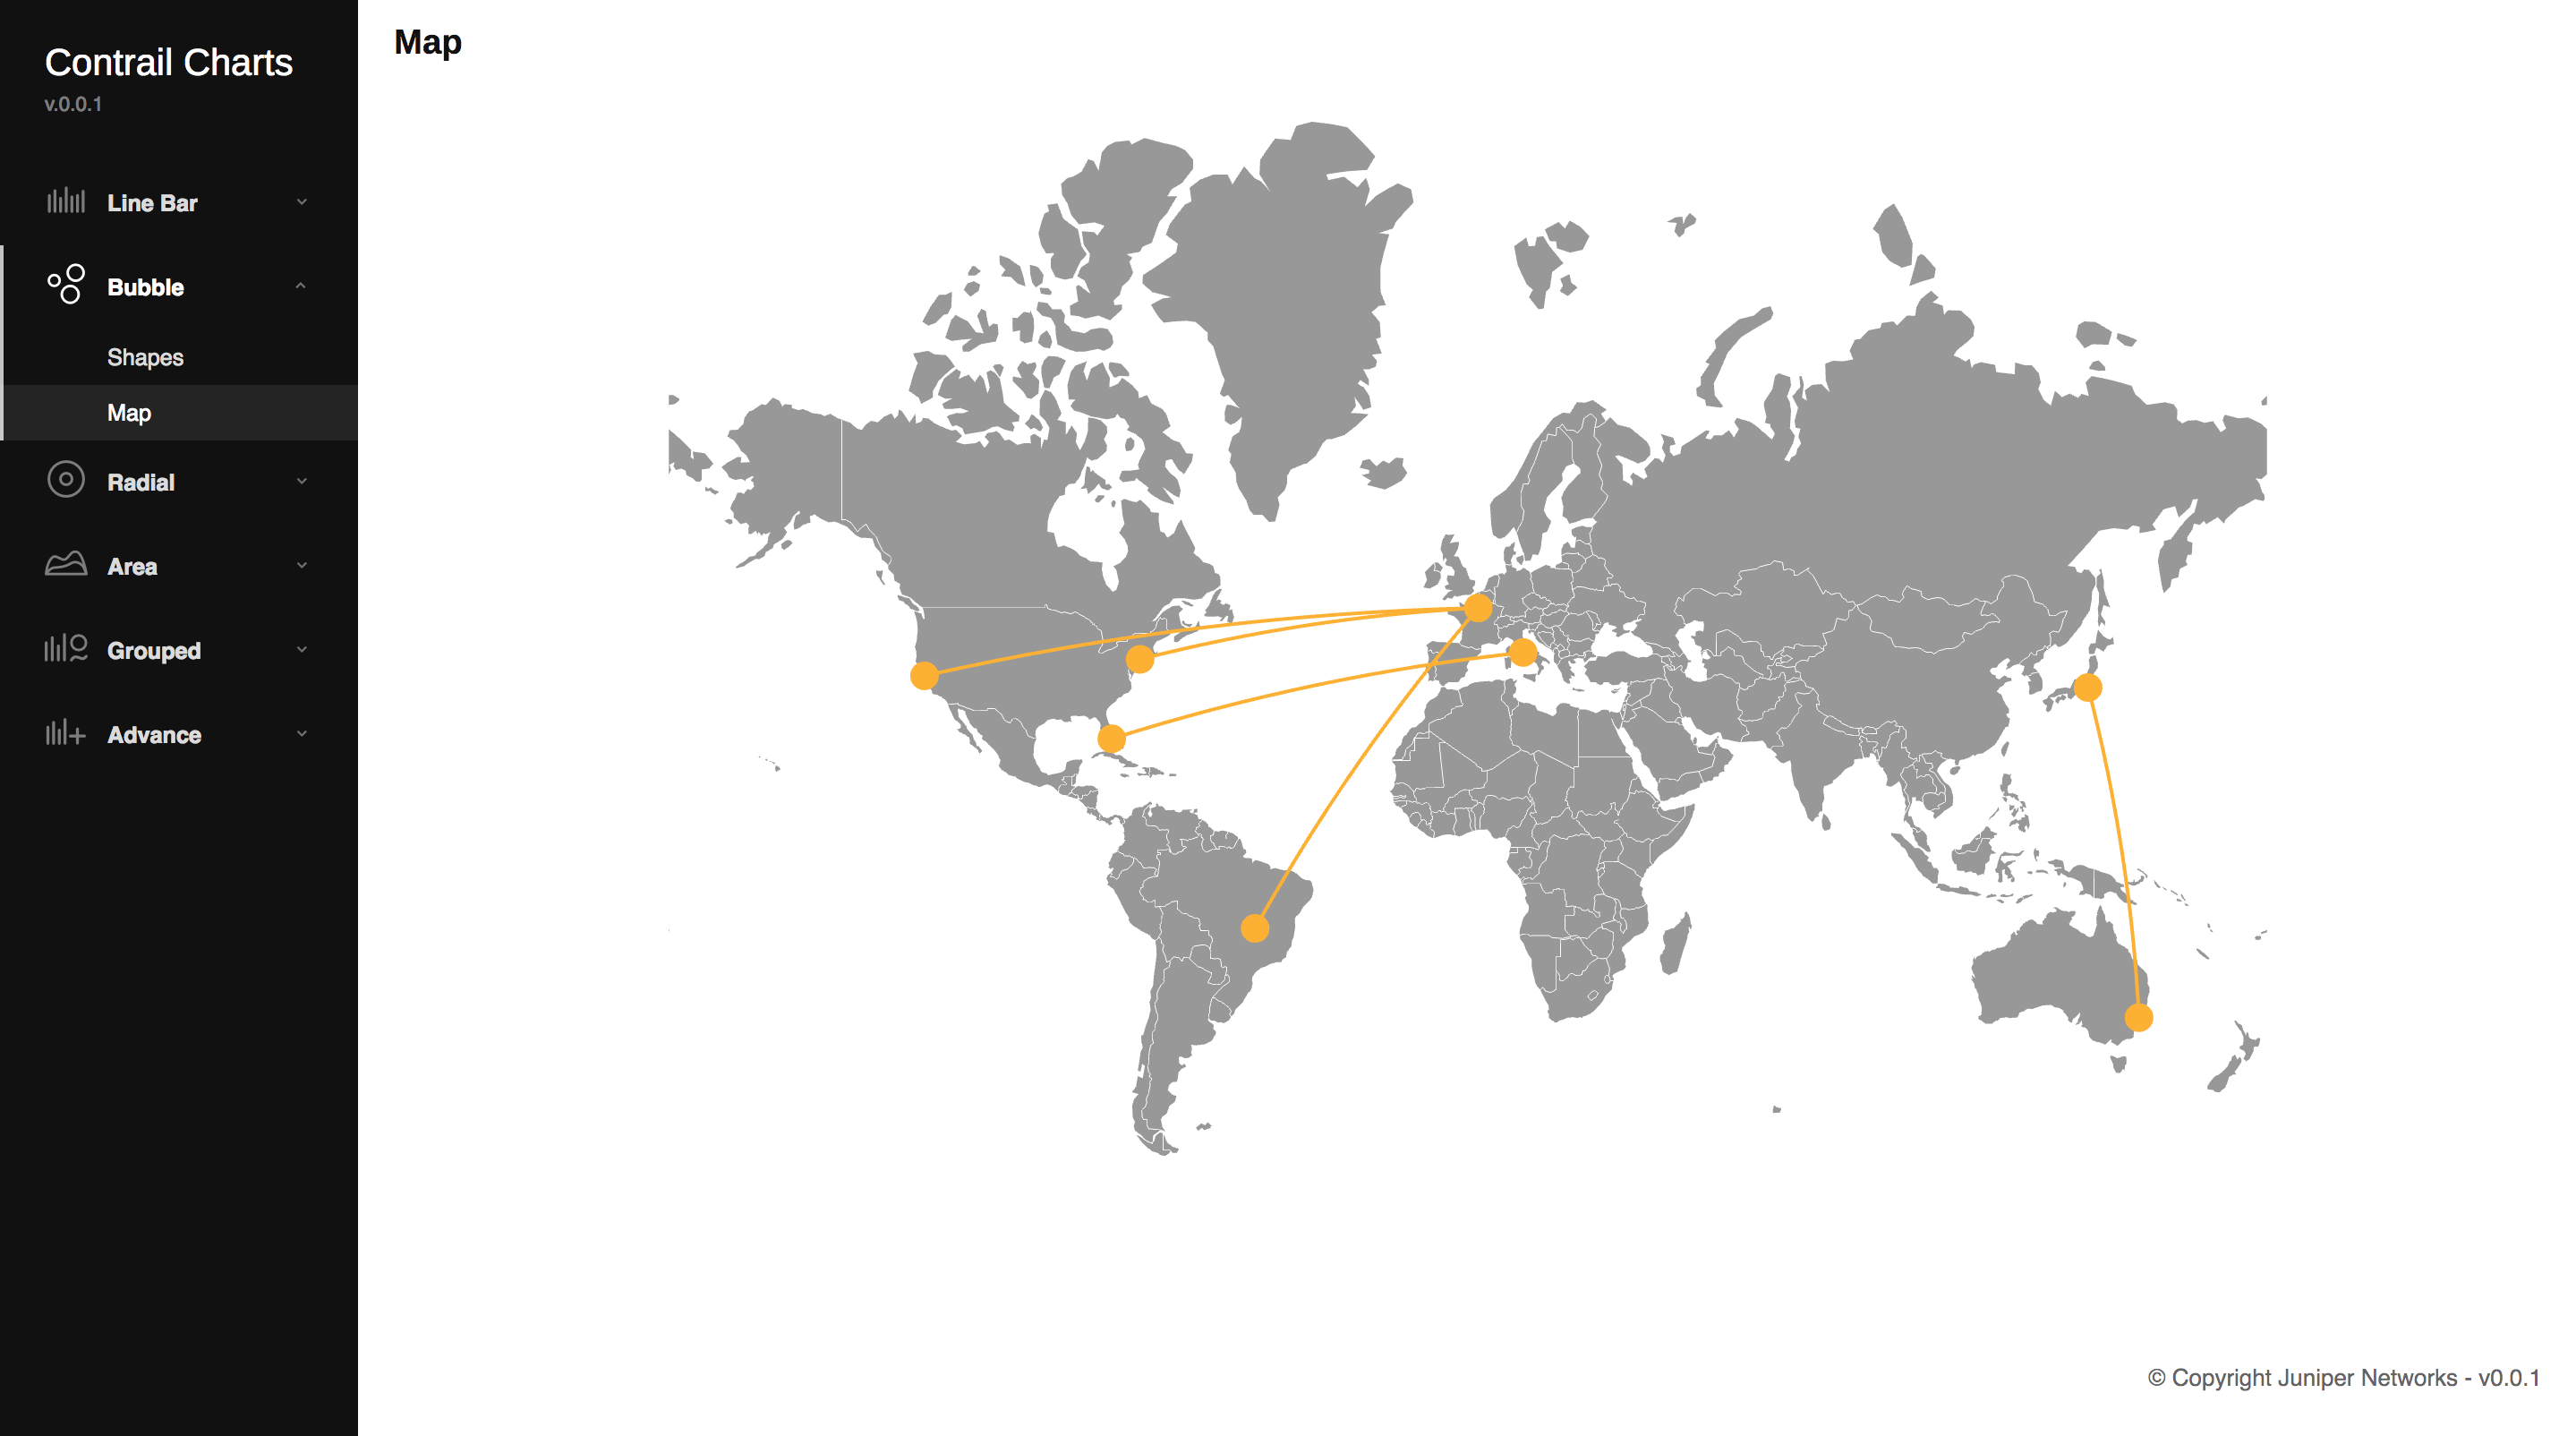 Contrail Charts
v.0.0.1
Line Bar
Bubble
Shapes
Map
Radial
Area
Grouped
Advance
Map
© Copyright Juniper Networks - v0.0.1